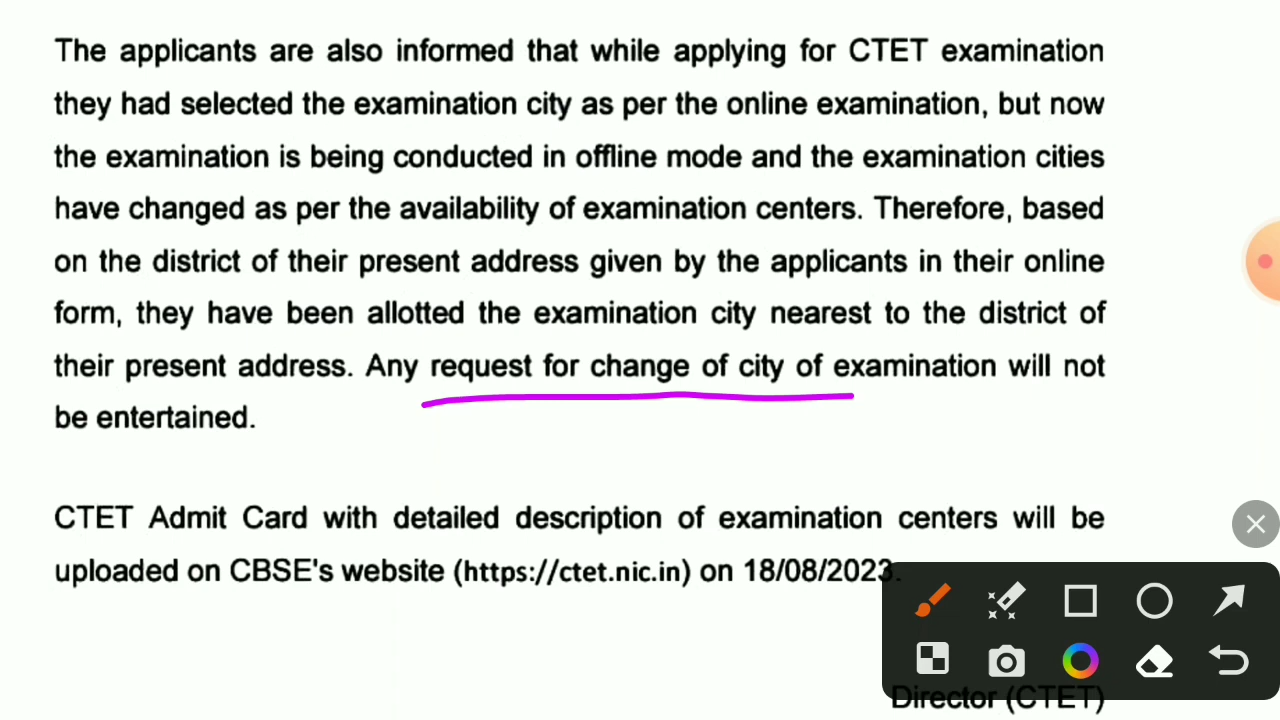 The applicants are also informed that while applying for CTET examination
they had selected the examination city as per the online examination, but now
the examination is being conducted in offline mode and the examination cities
have changed as per the availability of examination centers. Therefore, based
on the district of their present address given by the applicants in their online
form, they have been allotted the examination city nearest to the district of
their present address. Any request for change of city of examination will not
be entertained.
CTET Admit Card with detailed description of examination centers will be
uploaded on CBSE's website (https://ctet.nic.in) on 18/08/2023.
Director (CTET)